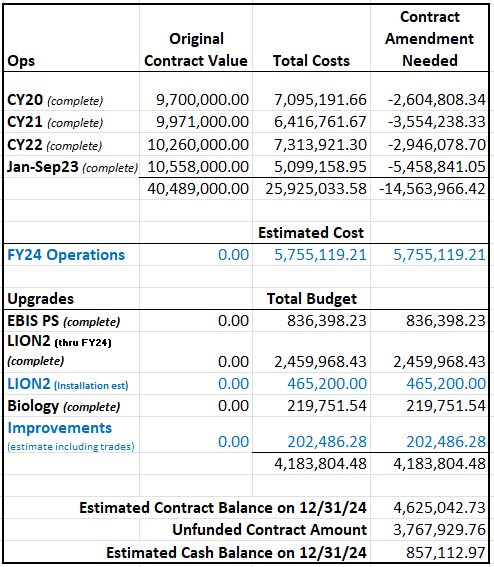 Contract
Original Amendment
Ops Contract Value Total Costs Needed
CY20 (complete) 9,700,000.00 7,095,191.66 -2,604,808.34
CY21 (complete) 9,971,000.00 6,416,761.67 -3,554,238.33
CY22 (complete) 10,260,000.00 7,313,921.30 -2,946,078.70
Jan-Sep23 (complete) 10,558,000.00 5,099,158.95 -5,458,841.05
40,489,000.00 25,925,033.58 -14,563,966.42
Estimated Cost
FY24 Operations 0.00 5,755,119.21 5,755,119.21
Upgrades Total Budget
EBIS PS (complete) 0.00 836,398.23 836,398.23
LION2 (thru FY24)
(complete) 0.00 2,459,968.43 2,459,968.43
LION2 (Installation est) 0.00 465,200.00 465,200.00
Biology (complete) 0.00 219,751.54 219,751.54
Improvements
(estimate including trades) 0.00 202,486.28 202,486.28
4,183,804.48 4,183,804.48
Estimated Contract Balance on 12/31/24 4,625,042.73
Unfunded Contract Amount 3,767,929.76
Estimated Cash Balance on 12/31/24 857,112.97